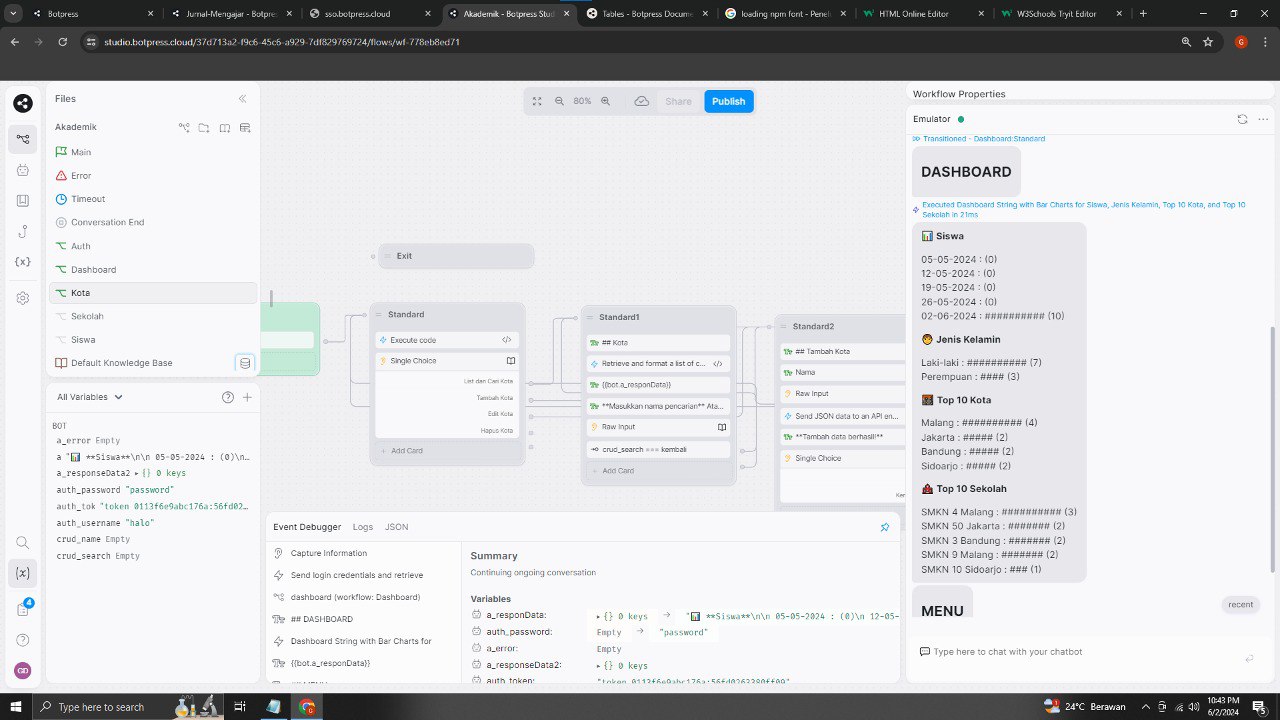 Botpress
Jurnal-Mengajar - Botpres
sso.botpress.cloud/
Akademik - Botpress Stud
Tables - Botpress Docume
loading npm font - Penelu
HTML Online Editor
W3Schools Tryit Editor
studio.botpress.cloud/37d713a2-f9c6-45c6-a929-7df829769724/flows/wf-778eb8ed71
G
Files
Akademik
Main
Error
Timeout
Conversation End
Auth
Dashboard
Kota
Sekolah
Siswa
Default Knowledge Base
All Variables
BOT
a_error Empty
a "📊 **Siswa**\n\n 05-05-2024 : (0)\n…
a_responseData2 ▸ {} 0 keys
auth_password "password"
auth_tok "token 0113f6e9abc176a:56fd02…
auth_username "halo"
crud_name Empty
crud_search Empty
80%
Share
Publish
Exit
Standard
Execute code
Single Choice
List dan Cari Kota
Tambah Kota
Edit Kota
Hapus Kota
Add Card
Standard1
## Kota
Retrieve and format a list of c...
{{bot.a_responData}}
**Masukkan nama pencarian** Ata...
Raw Input
crud_search === kembali
Add Card
Standard2
## Tambah Kota
Nama
Raw Input
Send JSON data to an API en...
**Tambah data berhasil!**
Single Choice
Event Debugger
Logs
JSON
Capture Information
Send login credentials and retrieve
dashboard (workflow: Dashboard)
## DASHBOARD
Dashboard String with Bar Charts for
{{bot.a_responData}}
Summary
Continuing ongoing conversation
Variables
a_responData: ▸ {} 0 keys → "📊 **Siswa**\n\n 05-05-2024 : (0)\n 12-05-
auth_password: Empty → "password"
a_error: Empty
a_responseData2: ▸ {} 0 keys
Workflow Properties
Emulator
Transitioned - Dashboard:Standard
DASHBOARD
Executed Dashboard String with Bar Charts for Siswa, Jenis Kelamin, Top 10 Kota, and Top 10
Sekolah in 21ms
📊 Siswa
05-05-2024 : (0)
12-05-2024 : (0)
19-05-2024 : (0)
26-05-2024 : (0)
02-06-2024 : ########## (10)
🧑 Jenis Kelamin
Laki-laki : ########## (7)
Perempuan : #### (3)
🌇 Top 10 Kota
Malang : ########## (4)
Jakarta : ##### (2)
Bandung : ##### (2)
Sidoarjo : ##### (2)
🏫 Top 10 Sekolah
SMKN 4 Malang : ########## (3)
SMKN 50 Jakarta : ####### (2)
SMKN 3 Bandung : ####### (2)
SMKN 9 Malang : ####### (2)
SMKN 10 Sidoarjo : ### (1)
MENU
recent
Type here to chat with your chatbot
4
Type here to search
24°C Berawan
10:43 PM
6/2/2024